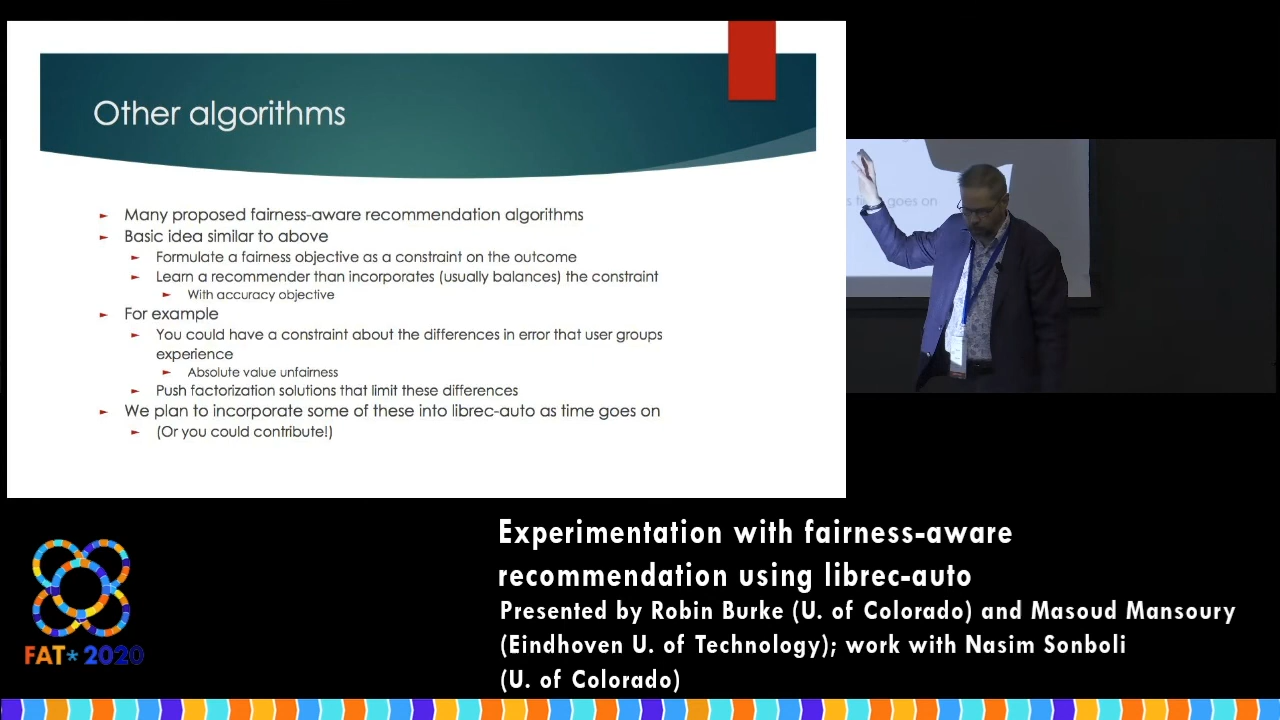 Other algorithms
Many proposed fairness-aware recommendation algorithms
Basic idea similar to above
Formulate a fairness objective as a constraint on the outcome
Learn a recommender than incorporates (usually balances) the constraint
With accuracy objective
For example
You could have a constraint about the differences in error that user groups
experience
Absolute value unfairness
Push factorization solutions that limit these differences
We plan to incorporate some of these into librec-auto as time goes on
(Or you could contribute!)
goes on
Experimentation with fairness-aware
recommendation using librec-auto
Presented by Robin Burke (U. of Colorado) and Masoud Mansoury
(Eindhoven U. of Technology); work with Nasim Sonboli
(U. of Colorado)
FAT* 2020